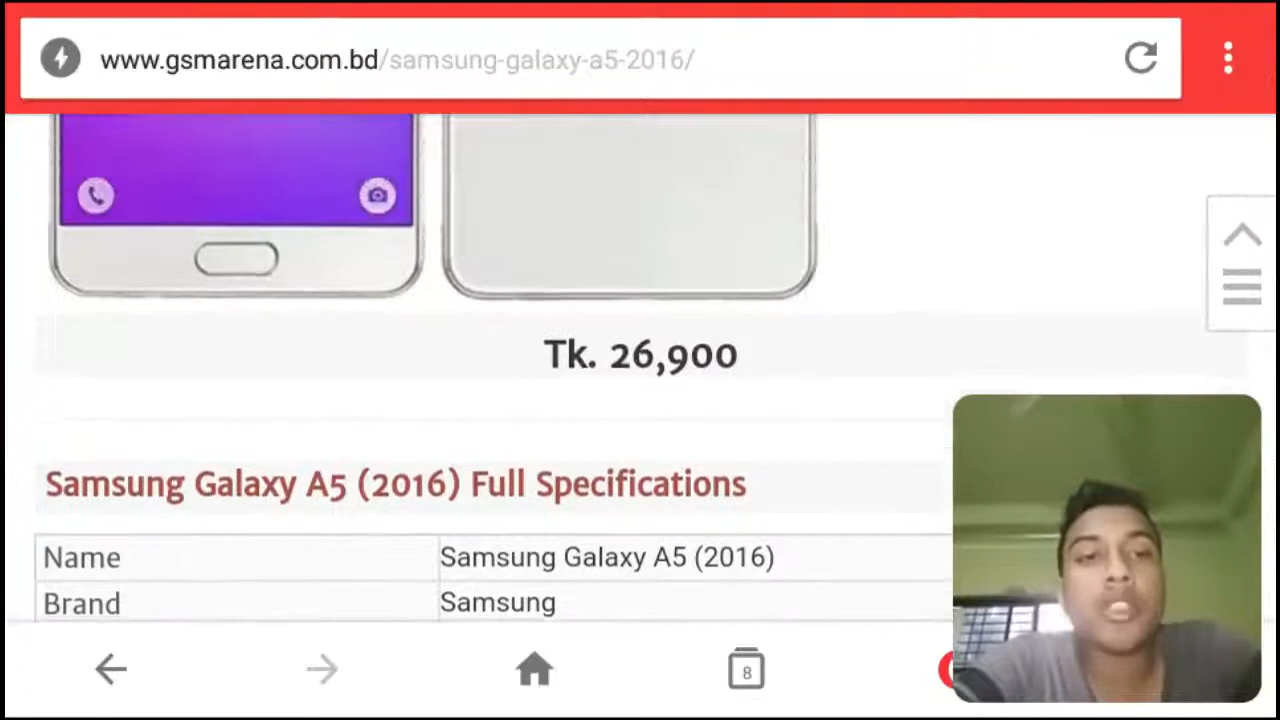 www.gsmarena.com.bd/samsung-galaxy-a5-2016/
Tk. 26,900
Samsung Galaxy A5 (2016) Full Specifications
Name Samsung Galaxy A5 (2016)
Brand Samsung
8